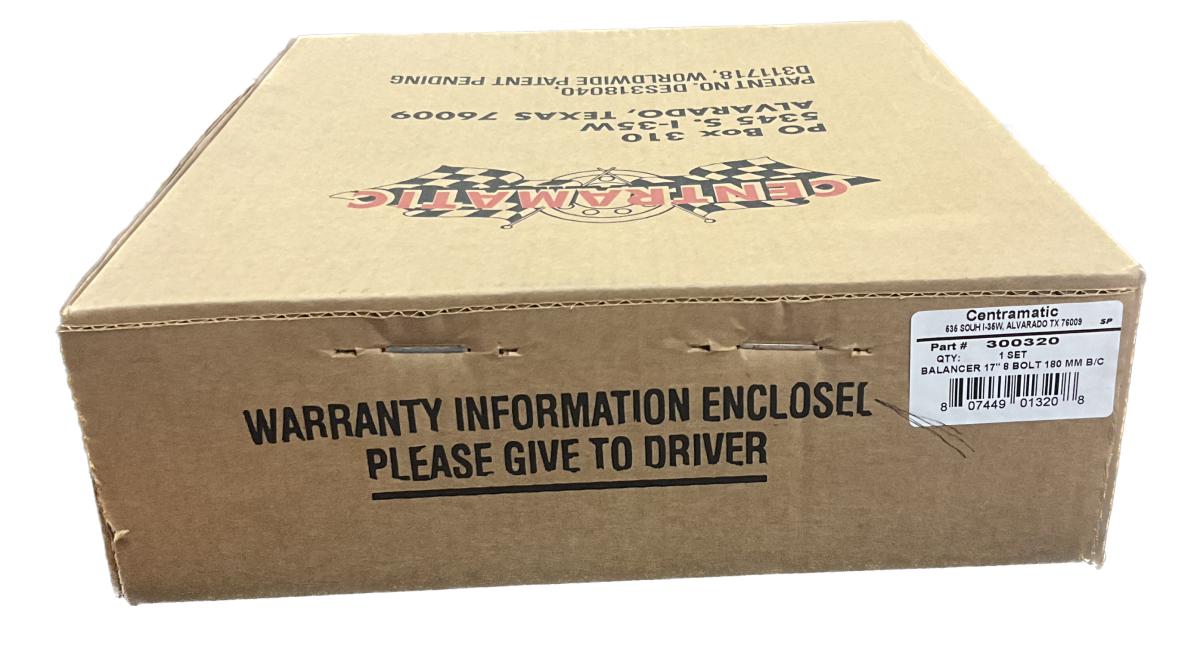 CENTRAMATIC
PO Box 310
5345 S. I-35W
ALVARADO, TEXAS 76009
PATENT NO. DES318040,
D311718, WORLDWIDE PATENT PENDING
WARRANTY INFORMATION ENCLOSED
PLEASE GIVE TO DRIVER
Centramatic
535 SOUH I-35W, ALVARADO TX 76009 SP
Part # 300320
QTY: 1 SET
BALANCER 17" 8 BOLT 180 MM B/C
8 07449 01320 8